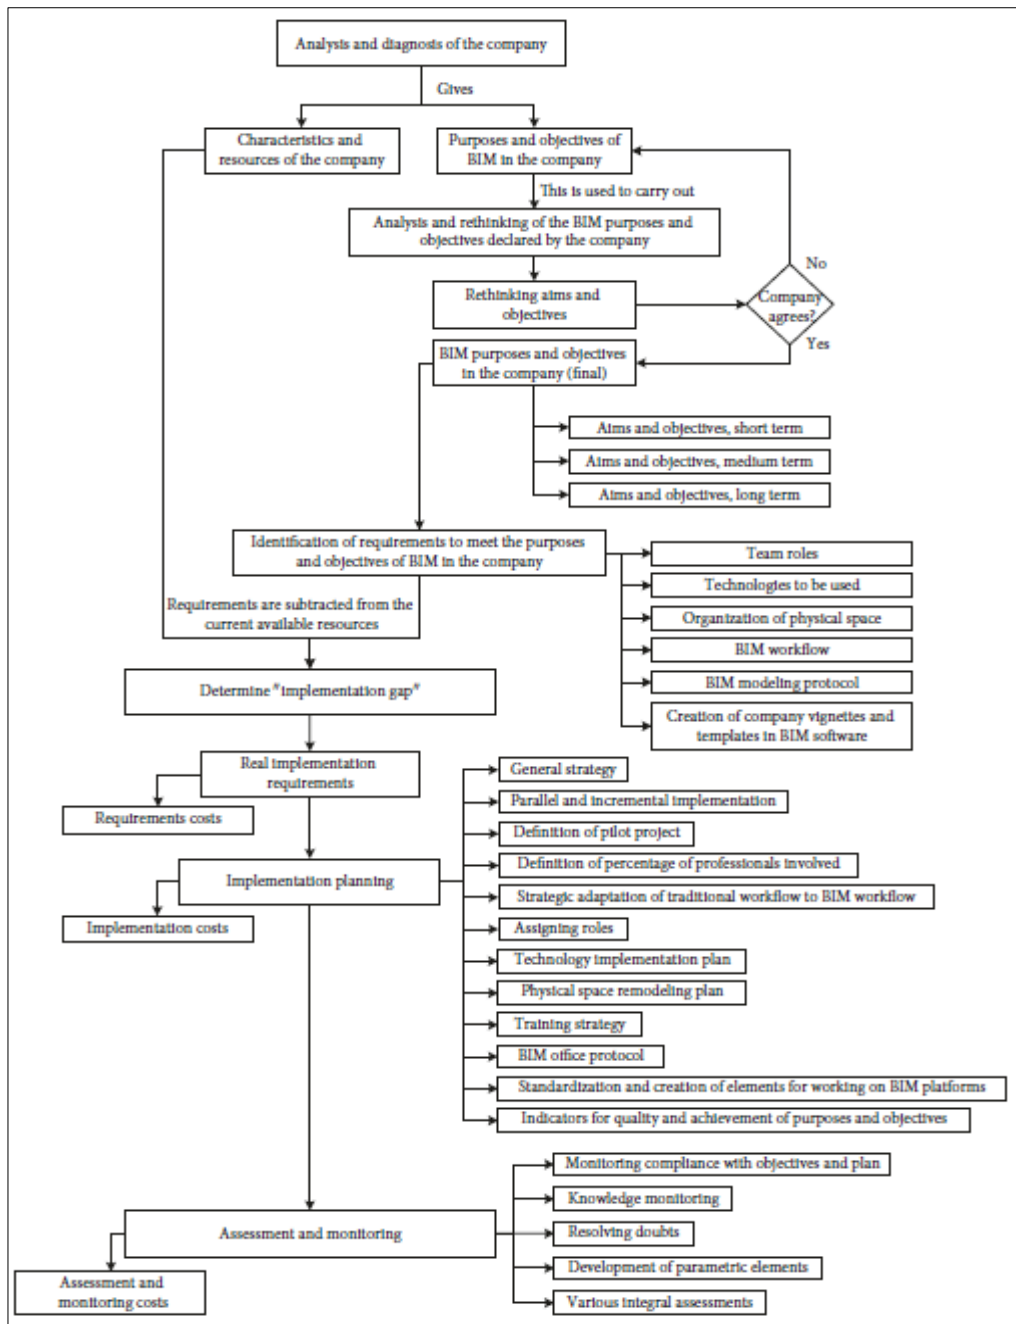 Analysis and diagnosis of the company
Gives
Characteristics and
resources of the company
Purposes and objectives of
BIM in the company
This is used to carry out
Analysis and rethinking of the BIM purposes and
objectives declared by the company
No
Rethinking aims and
objectives
Company
agrees?
Yes
BIM purposes and objectives
in the company (final)
Aims and objectives, short term
Aims and objectives, medium term
Aims and objectives, long term
Identification of requirements to meet the purposes
and objectives of BIM in the company
Team roles
Technologies to be used
Organization of physical space
BIM workflow
BIM modeling protocol
Creation of company vignettes and
templates in BIM software
Requirements are subtracted from the
current available resources
Determine "implementation gap"
Real implementation
requirements
Requirements costs
Implementation planning
Implementation costs
General strategy
Parallel and incremental implementation
Definition of pilot project
Definition of percentage of professionals involved
Strategic adaptation of traditional workflow to BIM workflow
Assigning roles
Technology implementation plan
Physical space remodeling plan
Training strategy
BIM office protocol
Standardization and creation of elements for working on BIM platforms
Indicators for quality and achievement of purposes and objectives
Assessment and monitoring
Assessment and
monitoring costs
Monitoring compliance with objectives and plan
Knowledge monitoring
Resolving doubts
Development of parametric elements
Various integral assessments